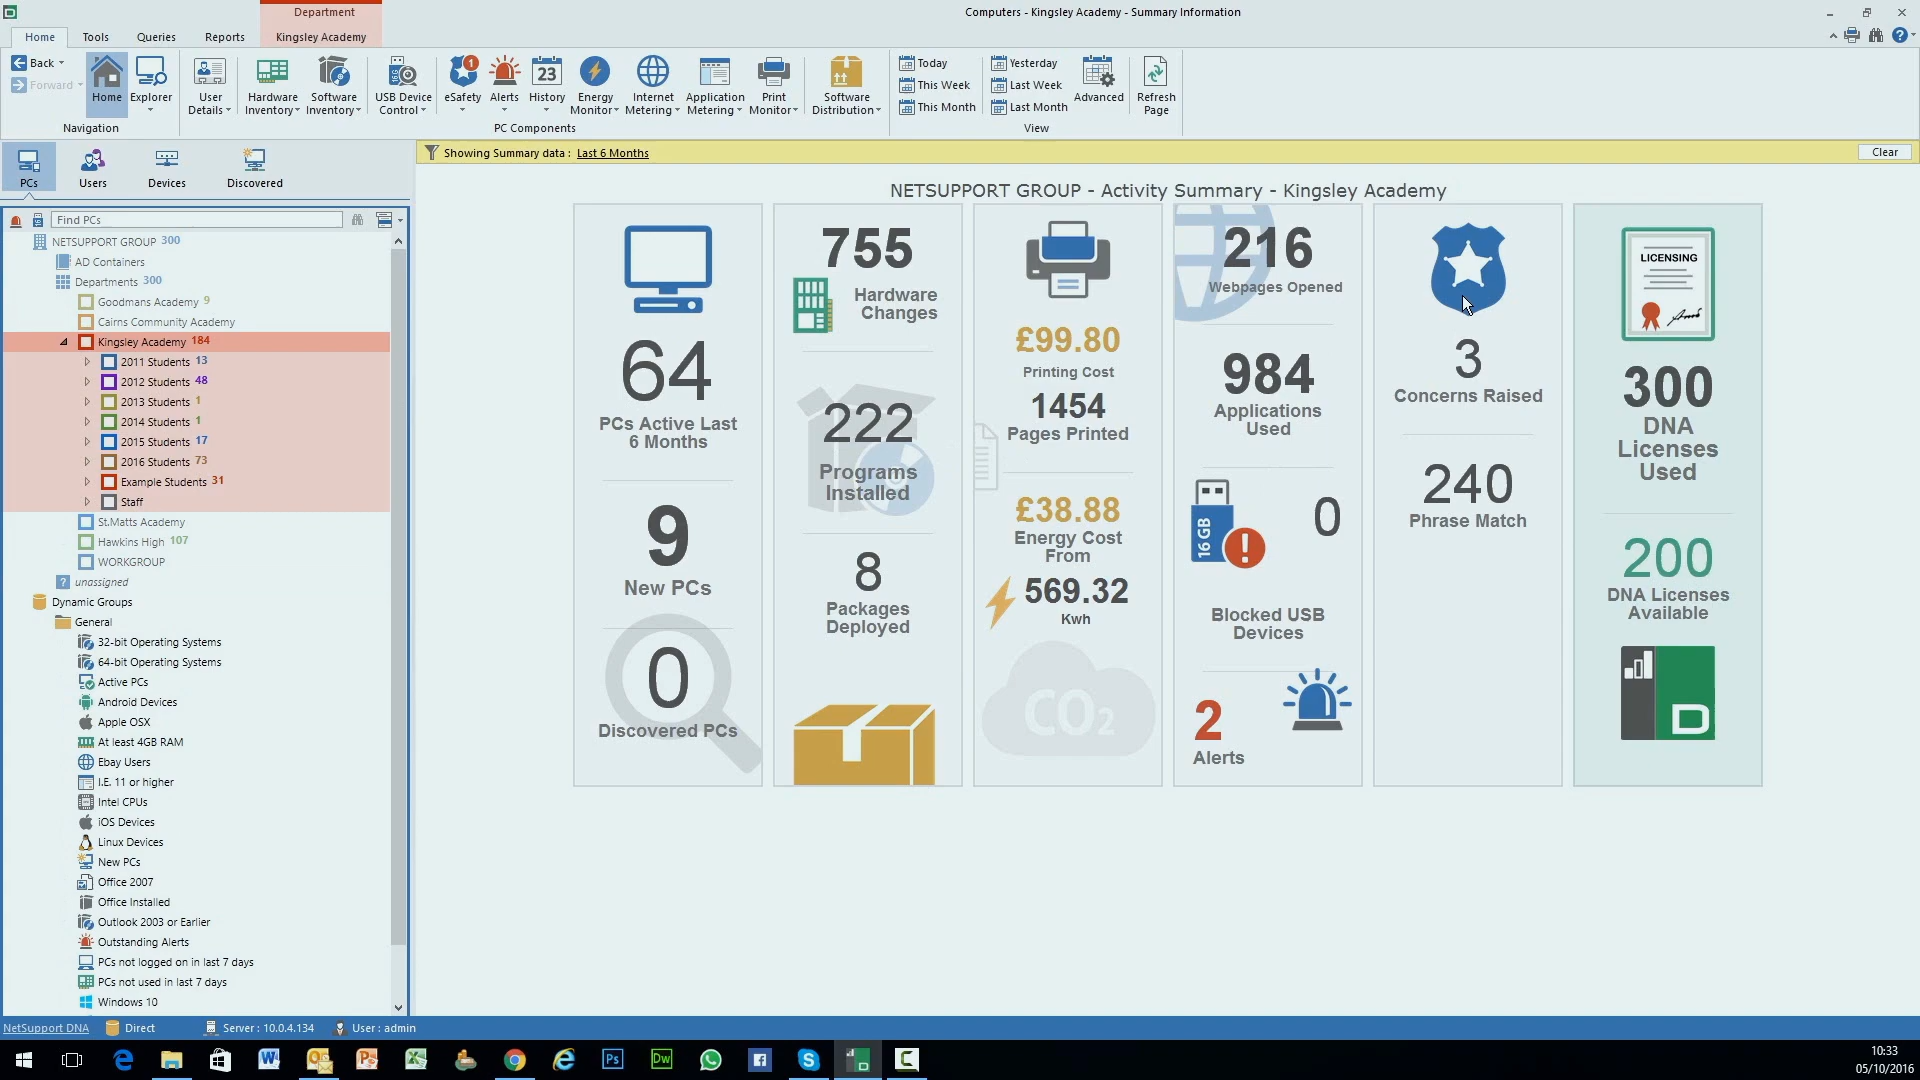 Department
Computers - Kingsley Academy - Summary Information
Home
Tools
Queries
Reports
Kingsley Academy
Back
Forward
Home
Explorer
Navigation
User Details
Hardware Inventory
Software Inventory
USB Device Control
1
eSafety
Alerts
23
History
Energy Monitor
Internet Metering
Application Metering
Print Monitor
Software Distribution
PC Components
Today
This Week
This Month
Yesterday
Last Week
Last Month
Advanced
View
Refresh Page
PCs
Users
Devices
Discovered
Showing Summary data : Last 6 Months
Clear
Find PCs
NETSUPPORT GROUP 300
AD Containers
Departments 300
Goodmans Academy 9
Cairns Community Academy
Kingsley Academy 184
2011 Students 13
2012 Students 48
2013 Students 1
2014 Students 1
2015 Students 17
2016 Students 73
Example Students 31
Staff
St.Matts Academy
Hawkins High 107
WORKGROUP
? unassigned
Dynamic Groups
General
32-bit Operating Systems
64-bit Operating Systems
Active PCs
Android Devices
Apple OSX
At least 4GB RAM
Ebay Users
I.E. 11 or higher
Intel CPUs
iOS Devices
Linux Devices
New PCs
Office 2007
Office Installed
Outlook 2003 or Earlier
Outstanding Alerts
PCs not logged on in last 7 days
PCs not used in last 7 days
Windows 10
NETSUPPORT GROUP - Activity Summary - Kingsley Academy
64
PCs Active Last
6 Months
9
New PCs
0
Discovered PCs
755
Hardware
Changes
222
Programs
Installed
8
Packages
Deployed
£99.80
Printing Cost
1454
Pages Printed
£38.88
Energy Cost
From
569.32
Kwh
CO2
216
Webpages Opened
984
Applications
Used
16 GB
!
0
Blocked USB
Devices
2
Alerts
3
Concerns Raised
240
Phrase Match
LICENSING
300
DNA
Licenses
Used
200
DNA Licenses
Available
D
NetSupport DNA
Direct
Server : 10.0.4.134
User : admin
Ps
Dw
10:33
05/10/2016